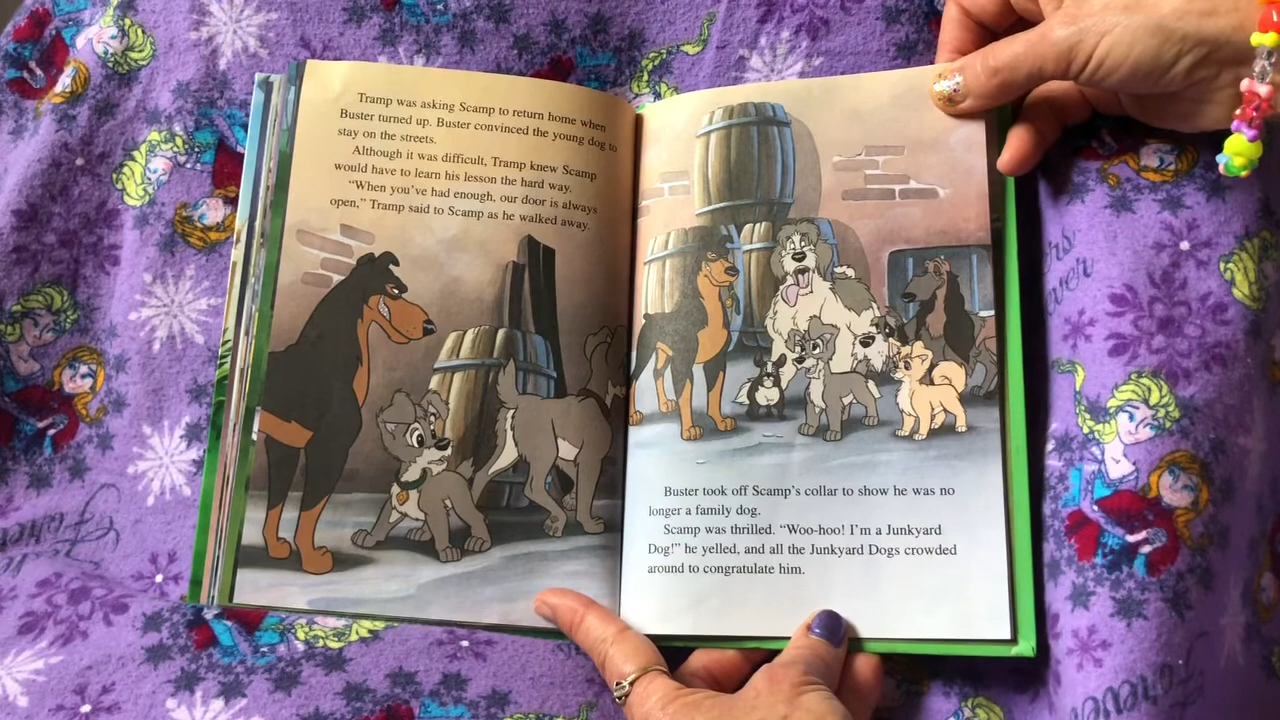 Tramp was asking Scamp to return home when
Buster turned up. Buster convinced the young dog to
stay on the streets.
Although it was difficult, Tramp knew Scamp
would have to learn his lesson the hard way.
“When you’ve had enough, our door is always
open,” Tramp said to Scamp as he walked away.
Buster took off Scamp’s collar to show he was no
longer a family dog.
Scamp was thrilled. “Woo-hoo! I’m a Junkyard
Dog!” he yelled, and all the Junkyard Dogs crowded
around to congratulate him.
Forever